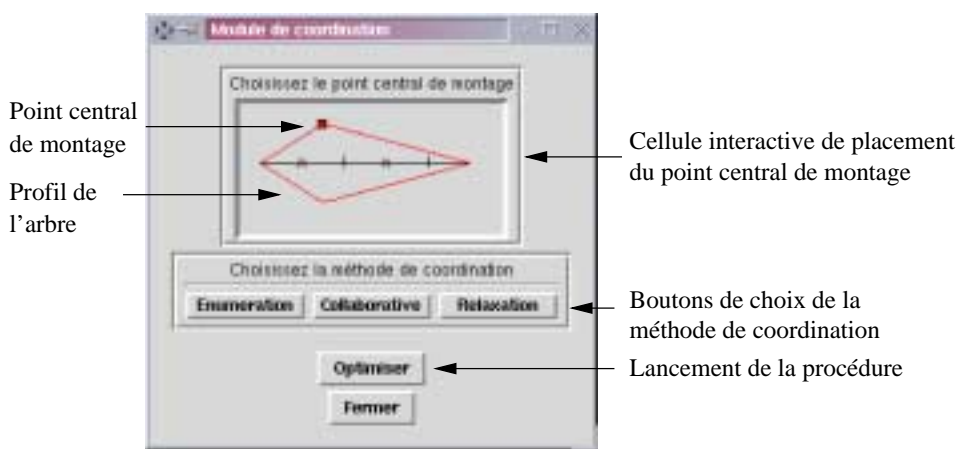 Module de coordination
Choisissez le point central de montage
Point central
de montage
Profil de
l'arbre
Cellule interactive de placement
du point central de montage
Choisissez la méthode de coordination
Enumeration Collaborative Relaxation
Boutons de choix de la
méthode de coordination
Optimiser
Lancement de la procédure
Fermer